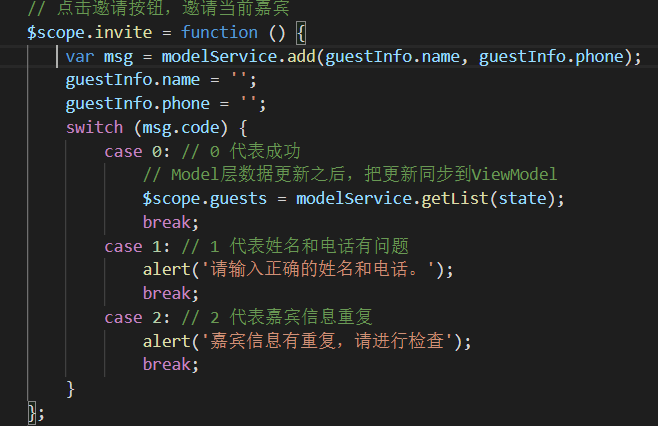 // 点击邀请按钮，邀请当前嘉宾
$scope.invite = function () {
var msg = modelService.add(guestInfo.name, guestInfo.phone);
guestInfo.name = '';
guestInfo.phone = '';
switch (msg.code) {
case 0: // 0 代表成功
// Model层数据更新之后，把更新同步到ViewModel
$scope.guests = modelService.getList(state);
break;
case 1: // 1 代表姓名和电话有问题
alert('请输入正确的姓名和电话。');
break;
case 2: // 2 代表嘉宾信息重复
alert('嘉宾信息有重复，请进行检查');
break;
}
};